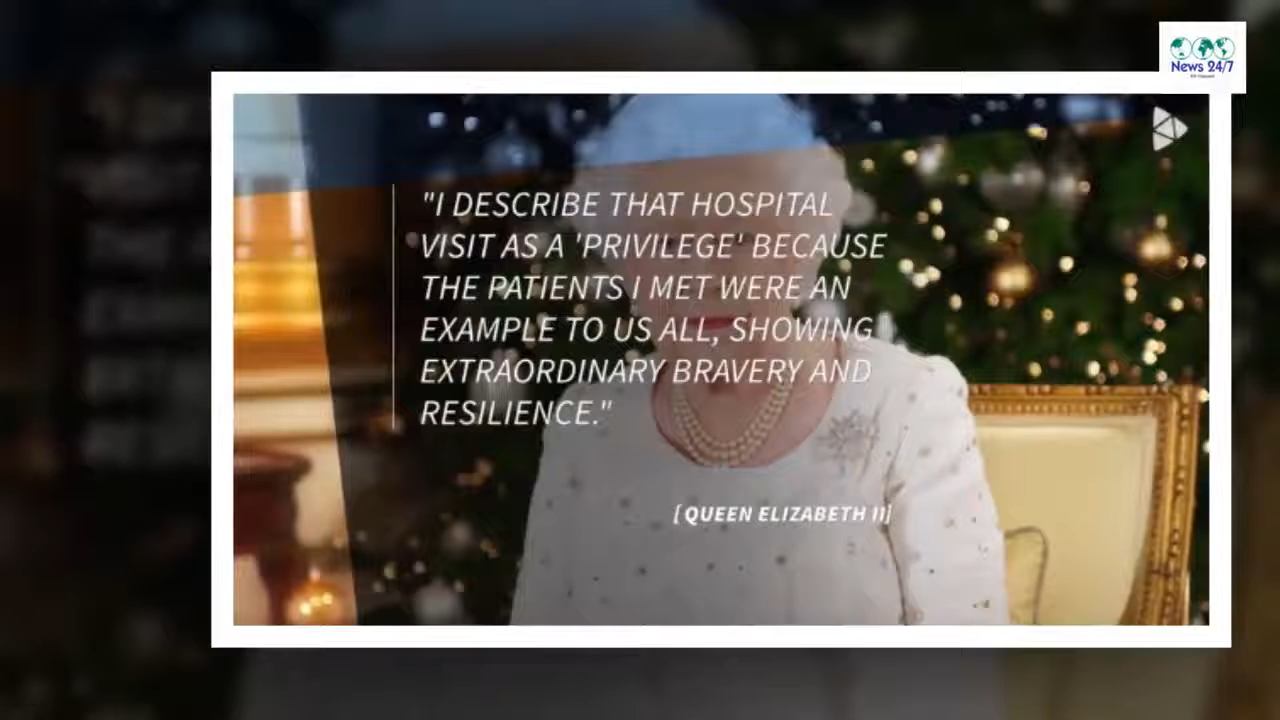 News 24/7
"I DESCRIBE THAT HOSPITAL
VISIT AS A 'PRIVILEGE' BECAUSE
THE PATIENTS I MET WERE AN
EXAMPLE TO US ALL, SHOWING
EXTRAORDINARY BRAVERY AND
RESILIENCE."
[ QUEEN ELIZABETH II]